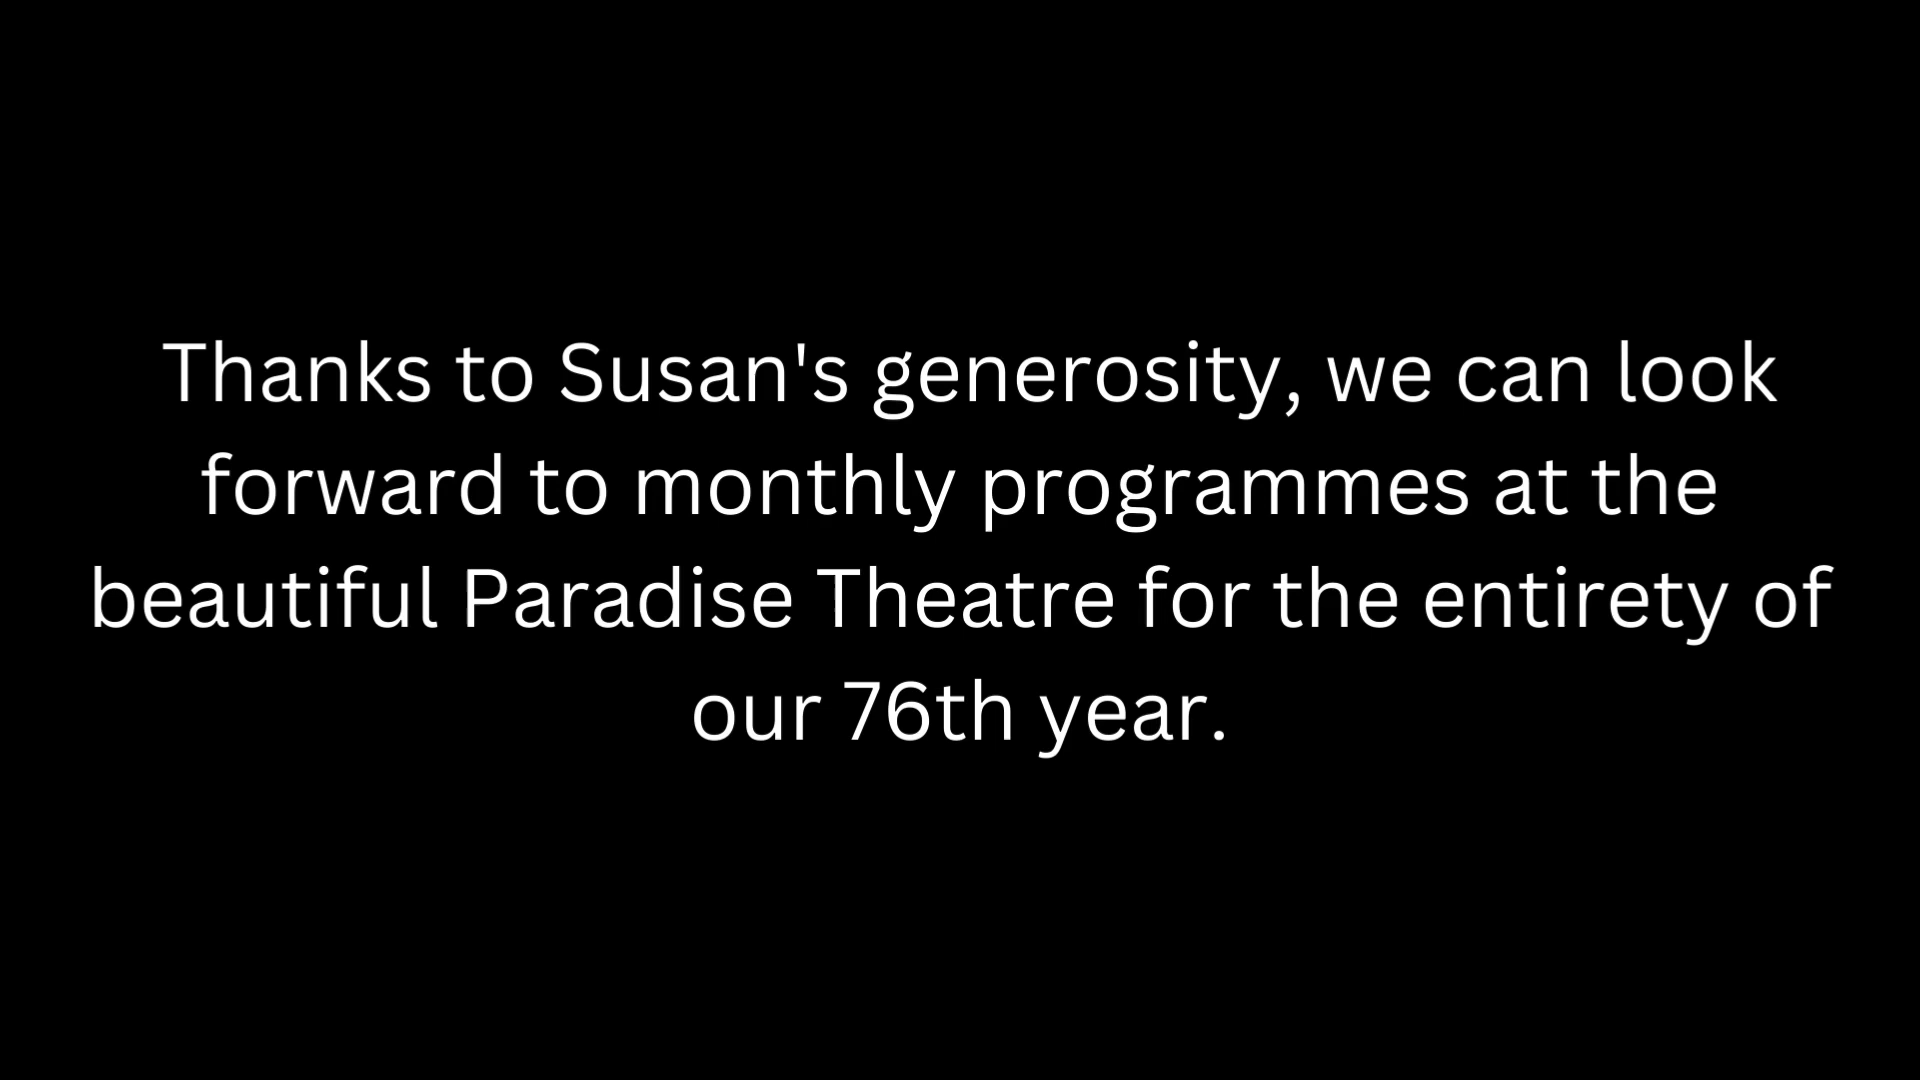 Thanks to Susan's generosity, we can look
forward to monthly programmes at the
beautiful Paradise Theatre for the entirety of
our 76th year.